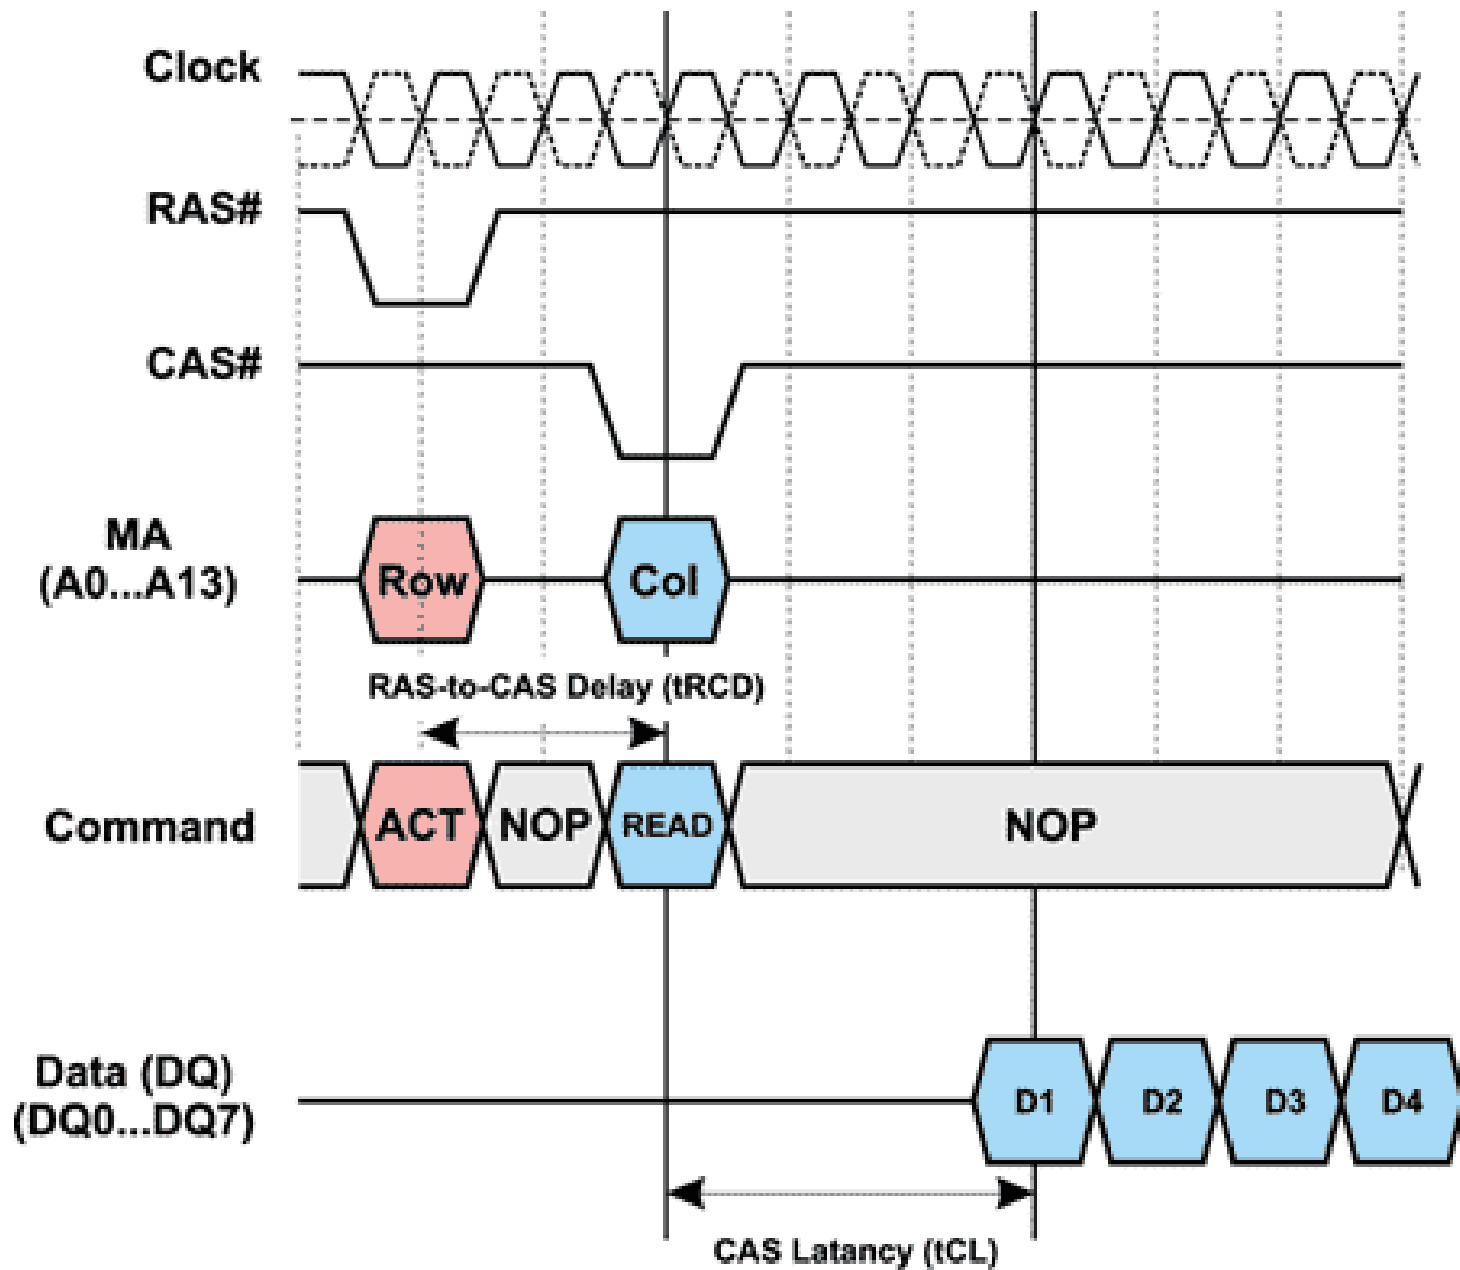 Clock
RAS#
CAS#
MA
(A0...A13)
Row
Col
RAS-to-CAS Delay (tRCD)
Command
ACT
NOP
READ
NOP
Data (DQ)
(DQ0...DQ7)
D1
D2
D3
D4
CAS Latancy (tCL)